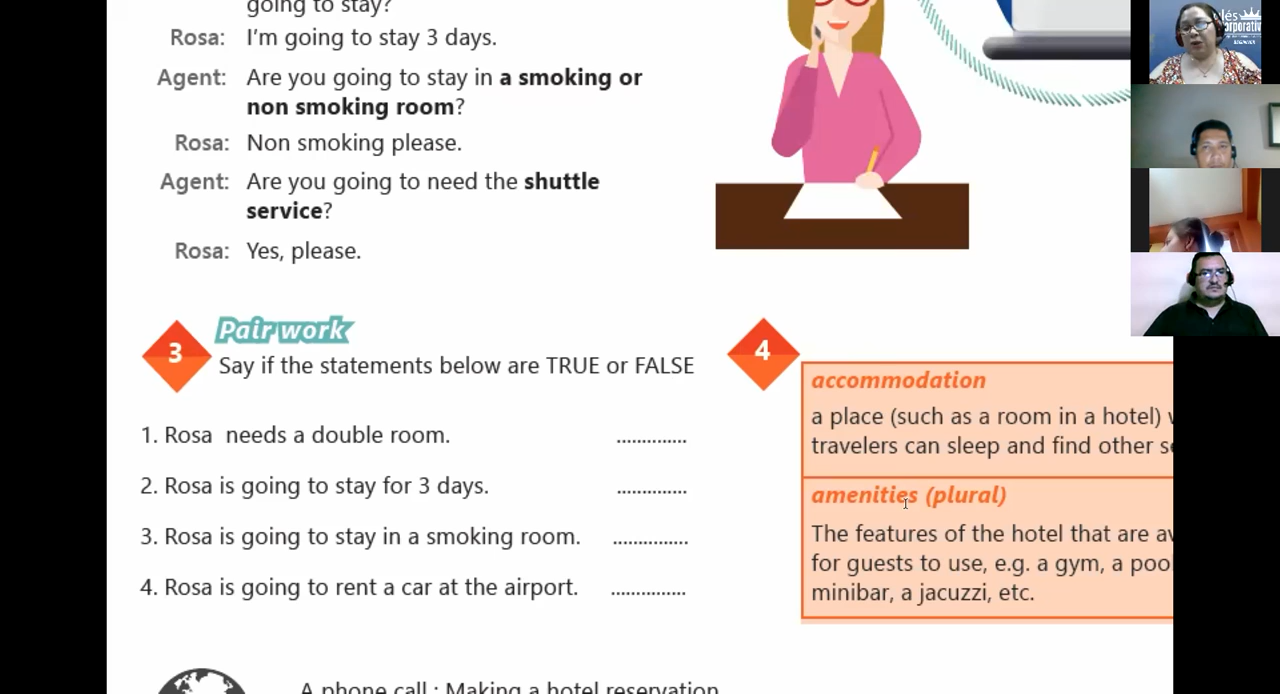 going to stay?
Rosa: I'm going to stay 3 days.
Agent: Are you going to stay in a smoking or
non smoking room?
Rosa: Non smoking please.
Agent: Are you going to need the shuttle
service?
Rosa: Yes, please.
3
Pair work
Say if the statements below are TRUE or FALSE
1. Rosa needs a double room. ..............
2. Rosa is going to stay for 3 days. ..............
3. Rosa is going to stay in a smoking room. ...............
4. Rosa is going to rent a car at the airport. ...............
4
accommodation
a place (such as a room in a hotel)
travelers can sleep and find other
amenities (plural)
The features of the hotel that are
for guests to use, e.g. a gym, a
minibar, a jacuzzi, etc.
A phone call : Making a hotel reservation